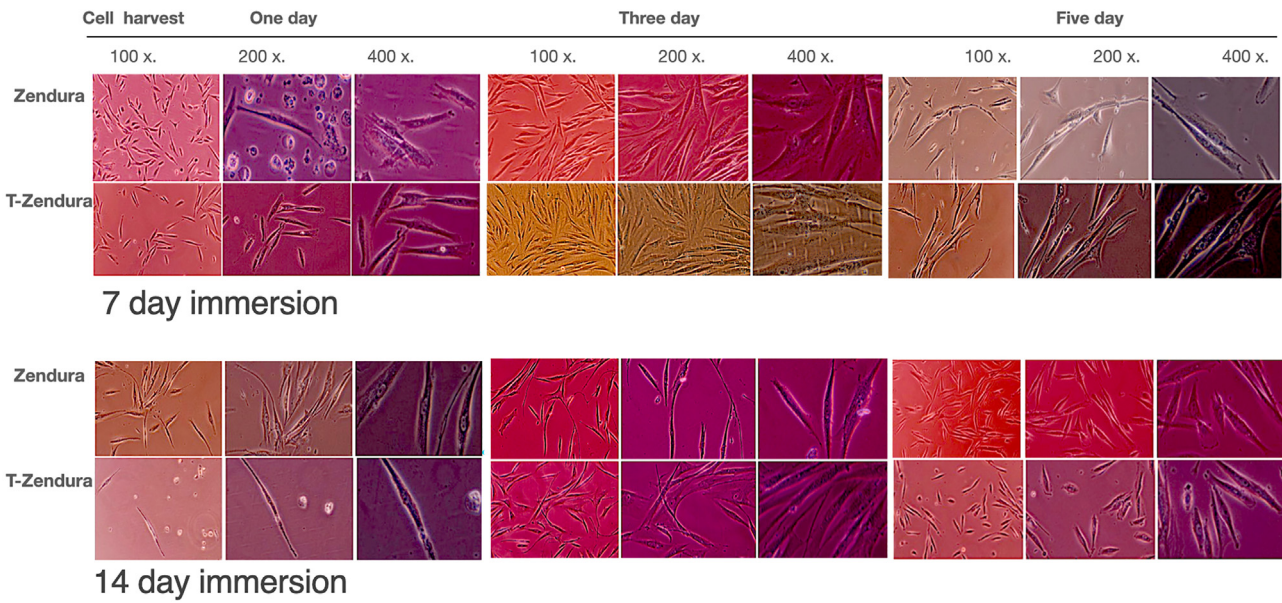 Cell harvest One day Three day Five day
100 x. 200 x. 400 x. 100 x. 200 x. 400 x. 100 x. 200 x. 400 x.
Zendura
T-Zendura
7 day immersion
Zendura
T-Zendura
14 day immersion